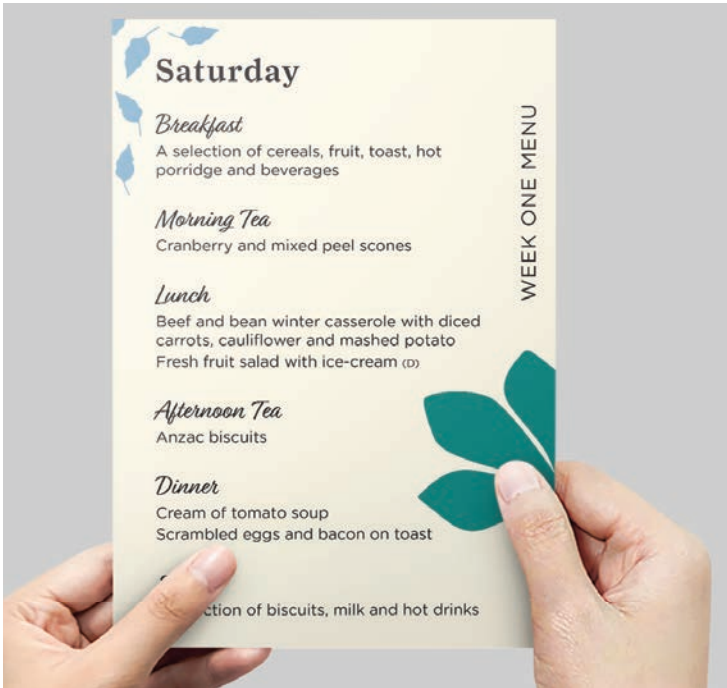 Saturday
Breakfast
A selection of cereals, fruit, toast, hot
porridge and beverages
Morning Tea
Cranberry and mixed peel scones
Lunch
Beef and bean winter casserole with diced
carrots, cauliflower and mashed potato
Fresh fruit salad with ice-cream (D)
Afternoon Tea
Anzac biscuits
Dinner
Cream of tomato soup
Scrambled eggs and bacon on toast
of biscuits, milk and hot drinks
WEEK ONE MENU